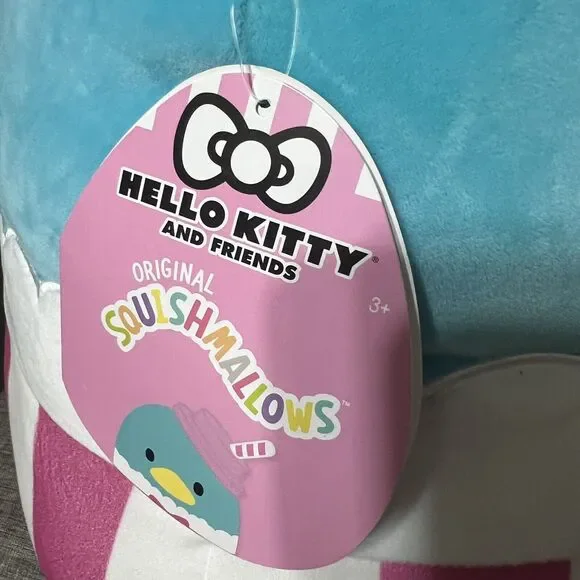 HELLO KITTY®
AND FRIENDS
ORIGINAL
SQUISHMALLOWS™
3+